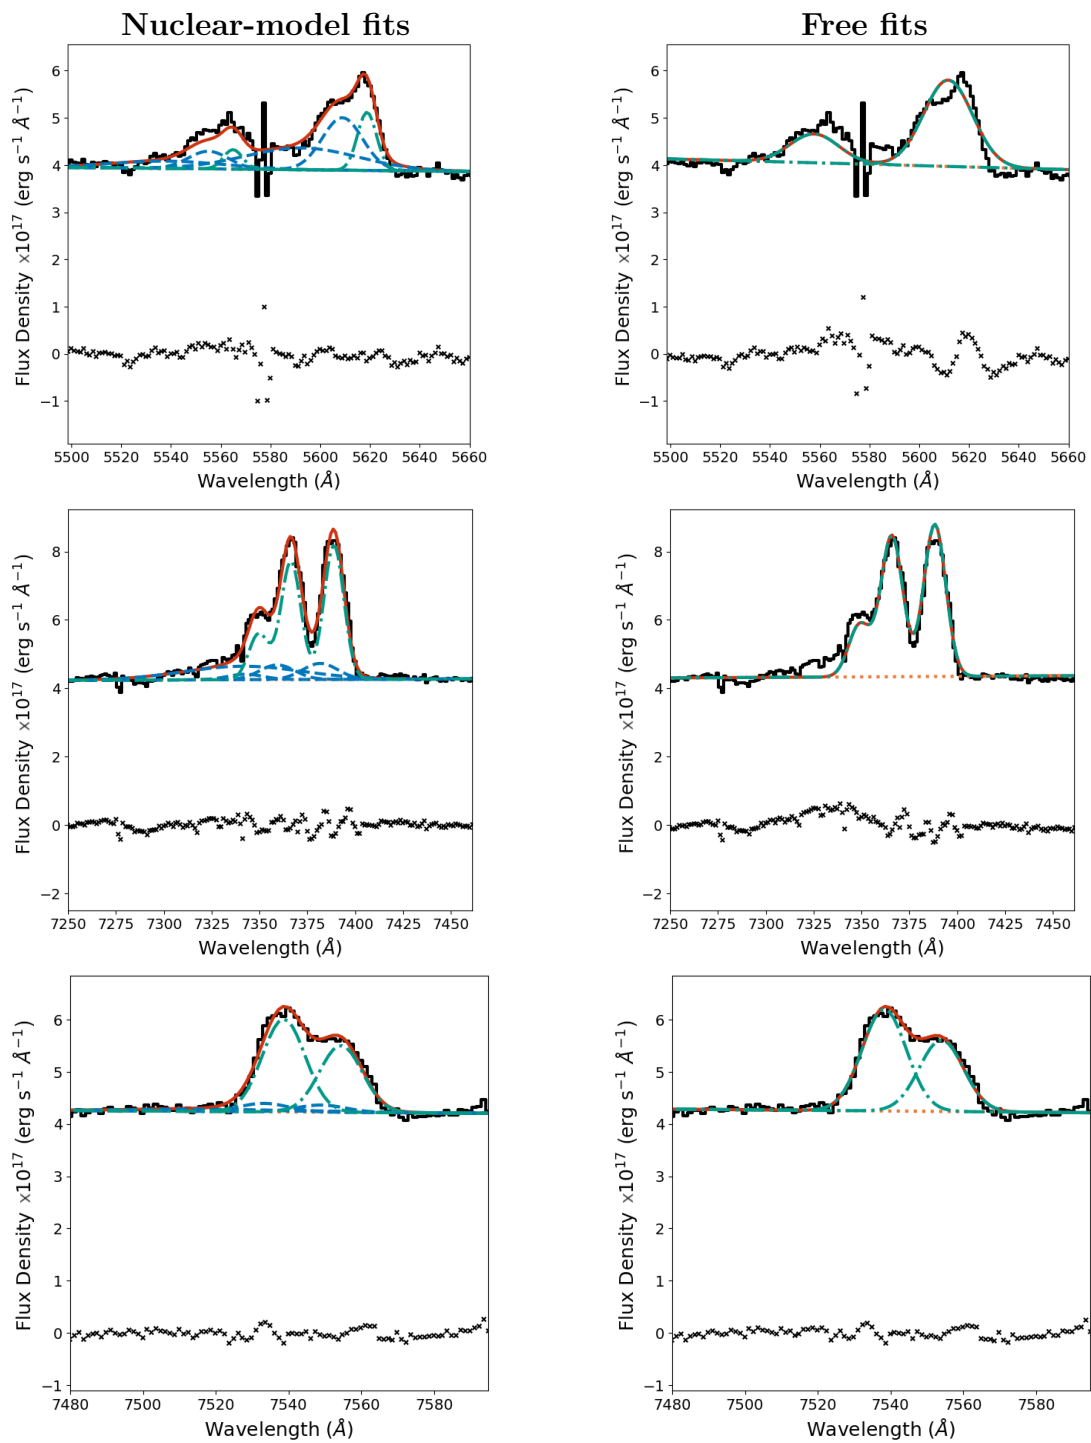 Nuclear-model fits
Free fits
Flux Density x10^17 (erg s^−1 Å^−1)
6
5
4
3
2
1
0
−1
5500 5520 5540 5560 5580 5600 5620 5640 5660
Wavelength (Å)
Flux Density x10^17 (erg s^−1 Å^−1)
6
5
4
3
2
1
0
−1
5500 5520 5540 5560 5580 5600 5620 5640 5660
Wavelength (Å)
Flux Density x10^17 (erg s^−1 Å^−1)
8
6
4
2
0
−2
7250 7275 7300 7325 7350 7375 7400 7425 7450
Wavelength (Å)
Flux Density x10^17 (erg s^−1 Å^−1)
8
6
4
2
0
−2
7250 7275 7300 7325 7350 7375 7400 7425 7450
Wavelength (Å)
Flux Density x10^17 (erg s^−1 Å^−1)
6
5
4
3
2
1
0
−1
7480 7500 7520 7540 7560 7580
Wavelength (Å)
Flux Density x10^17 (erg s^−1 Å^−1)
6
5
4
3
2
1
0
−1
7480 7500 7520 7540 7560 7580
Wavelength (Å)